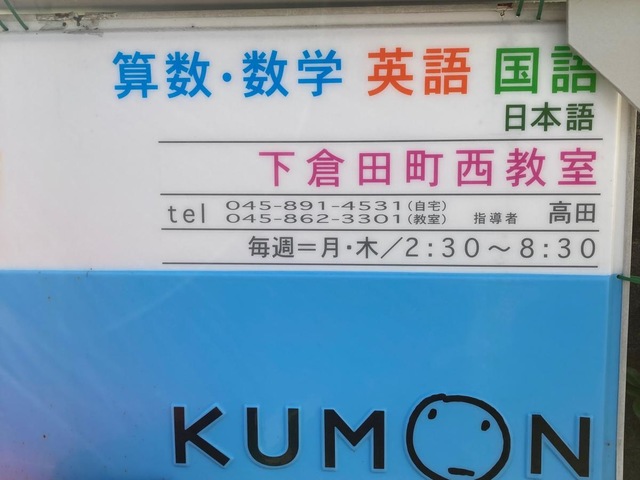 算数・数学 英語 国語
日本語
下倉田町西教室
tel 045-891-4531(自宅)
045-862-3301(教室) 指導者 高田
毎週＝月・木／2:30～8:30
KUMON